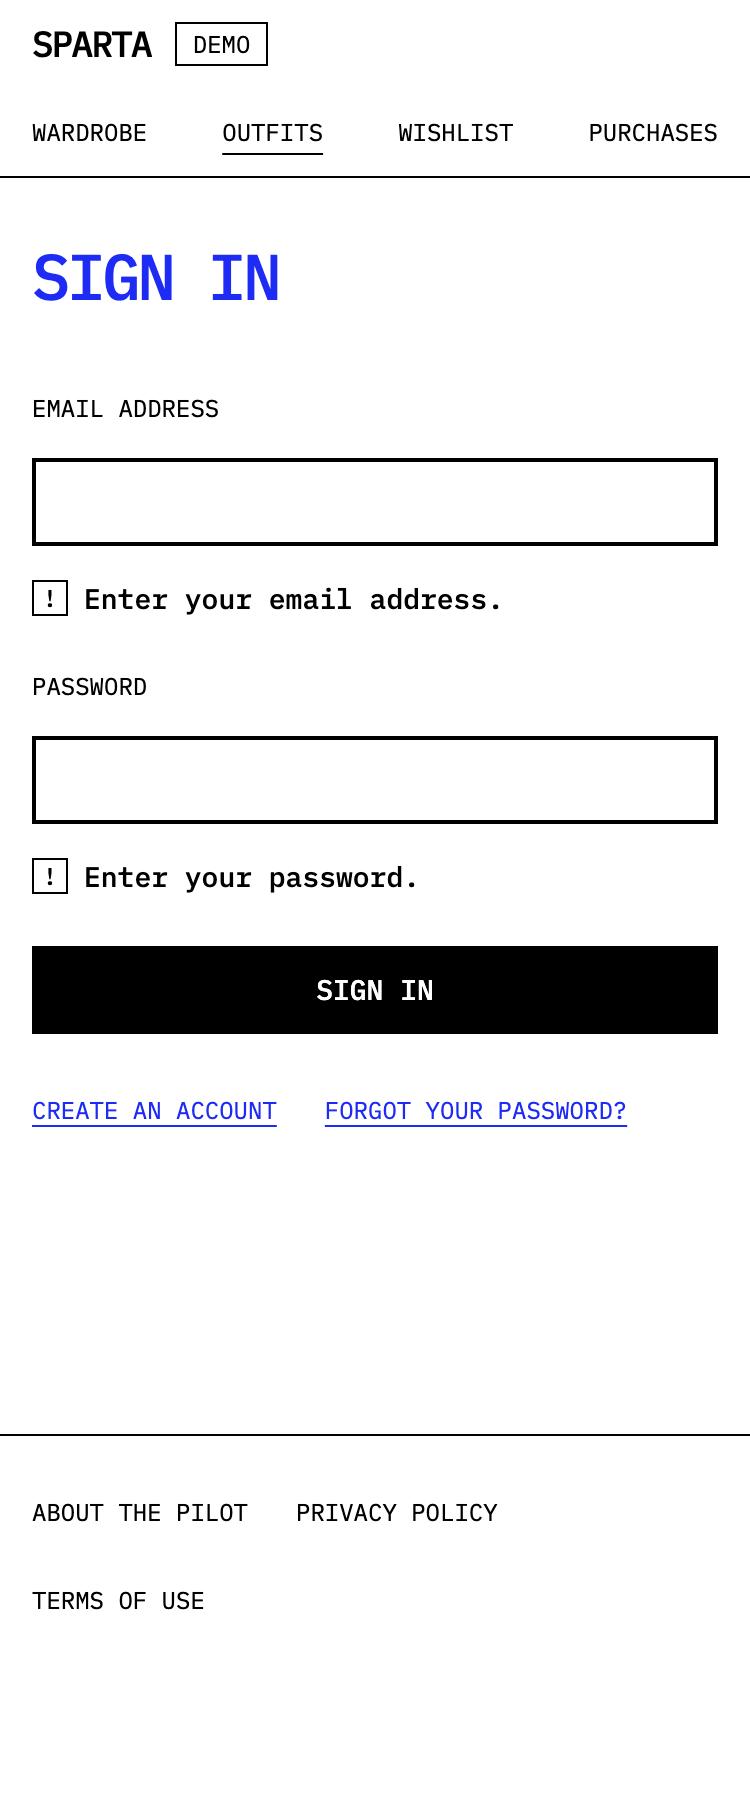 SPARTA DEMO
WARDROBE OUTFITS WISHLIST PURCHASES
SIGN IN
EMAIL ADDRESS
! Enter your email address.
PASSWORD
! Enter your password.
SIGN IN
CREATE AN ACCOUNT FORGOT YOUR PASSWORD?
ABOUT THE PILOT PRIVACY POLICY
TERMS OF USE